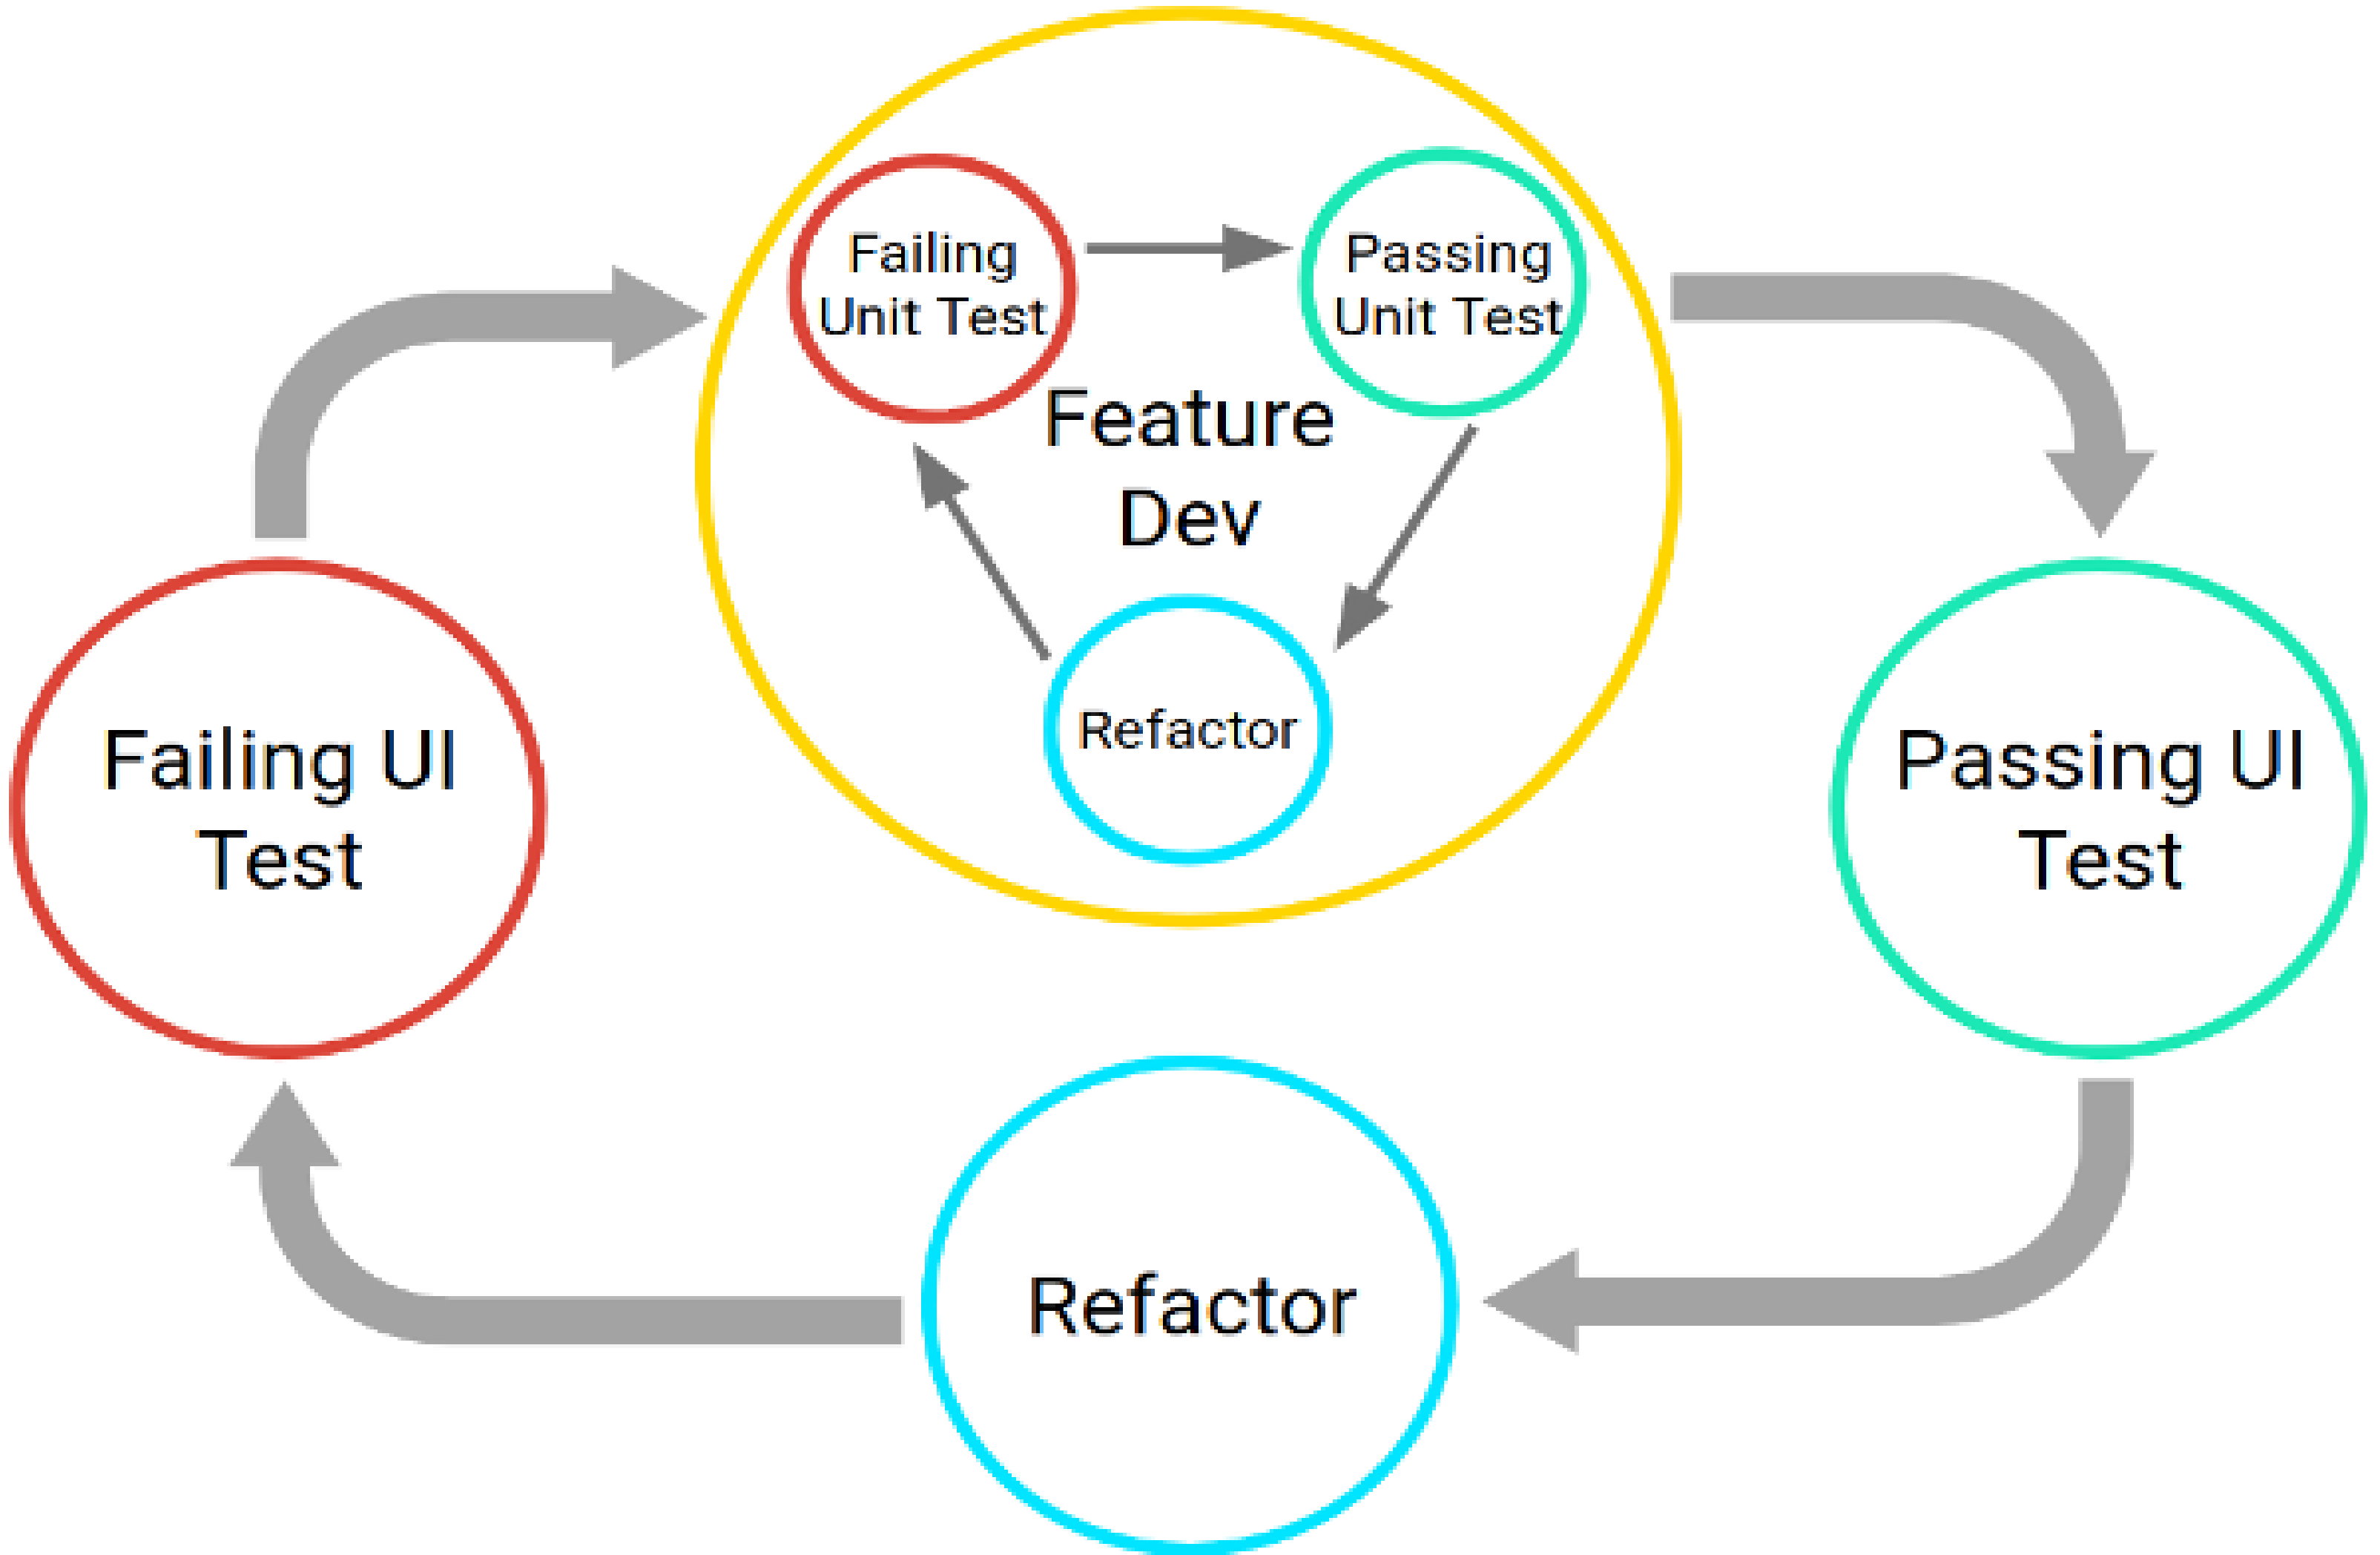 Failing
Unit Test
Passing
Unit Test
Feature
Dev
Refactor
Failing UI
Test
Passing UI
Test
Refactor